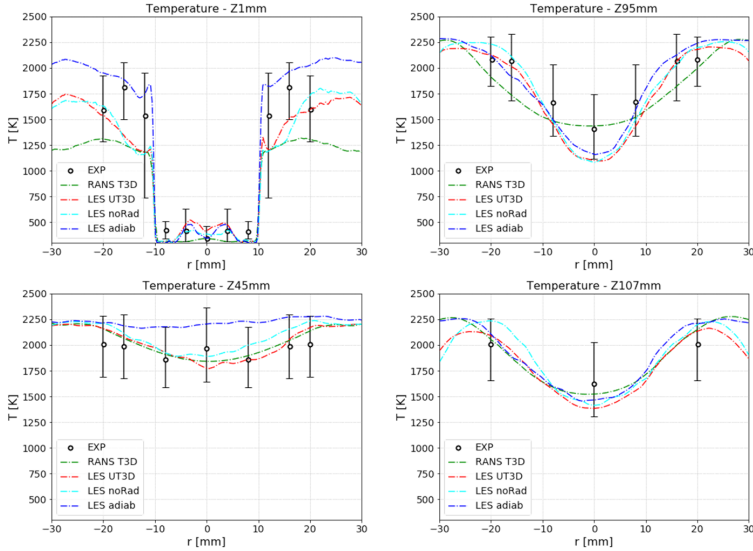 Temperature - Z1mm
2500
2250
2000
1750
1500
1250
1000
750
500
T [K]
EXP
RANS T3D
LES UT3D
LES noRad
LES adiab
−30 −20 −10 0 10 20 30
r [mm]
Temperature - Z95mm
2500
2250
2000
1750
1500
1250
1000
750
500
T [K]
EXP
RANS T3D
LES UT3D
LES noRad
LES adiab
−30 −20 −10 0 10 20 30
r [mm]
Temperature - Z45mm
2500
2250
2000
1750
1500
1250
1000
750
500
T [K]
EXP
RANS T3D
LES UT3D
LES noRad
LES adiab
−30 −20 −10 0 10 20 30
r [mm]
Temperature - Z107mm
2500
2250
2000
1750
1500
1250
1000
750
500
T [K]
EXP
RANS T3D
LES UT3D
LES noRad
LES adiab
−30 −20 −10 0 10 20 30
r [mm]